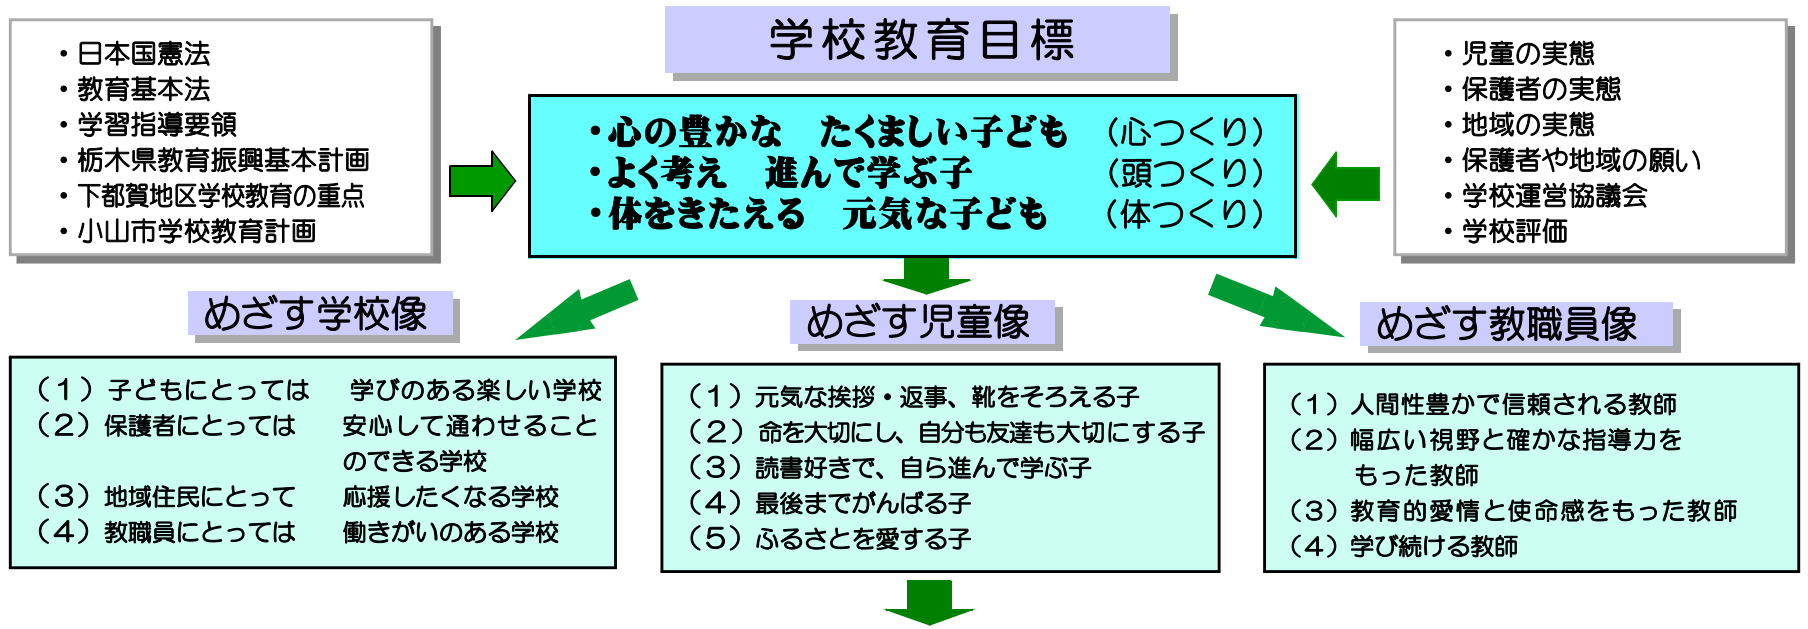 学校教育目標
・日本国憲法
・教育基本法
・学習指導要領
・栃木県教育振興基本計画
・下都賀地区学校教育の重点
・小山市学校教育計画
・心の豊かな　たくましい子ども　（心つくり）
・よく考え　進んで学ぶ子　（頭つくり）
・体をきたえる　元気な子ども　（体つくり）
・児童の実態
・保護者の実態
・地域の実態
・保護者や地域の願い
・学校運営協議会
・学校評価
めざす学校像
（１）子どもにとっては　学びのある楽しい学校
（２）保護者にとっては　安心して通わせること
のできる学校
（３）地域住民にとって　応援したくなる学校
（４）教職員にとっては　働きがいのある学校
めざす児童像
（１）元気な挨拶・返事、靴をそろえる子
（２）命を大切にし、自分も友達も大切にする子
（３）読書好きで、自ら進んで学ぶ子
（４）最後までがんばる子
（５）ふるさとを愛する子
めざす教職員像
（１）人間性豊かで信頼される教師
（２）幅広い視野と確かな指導力を
もった教師
（３）教育的愛情と使命感をもった教師
（４）学び続ける教師